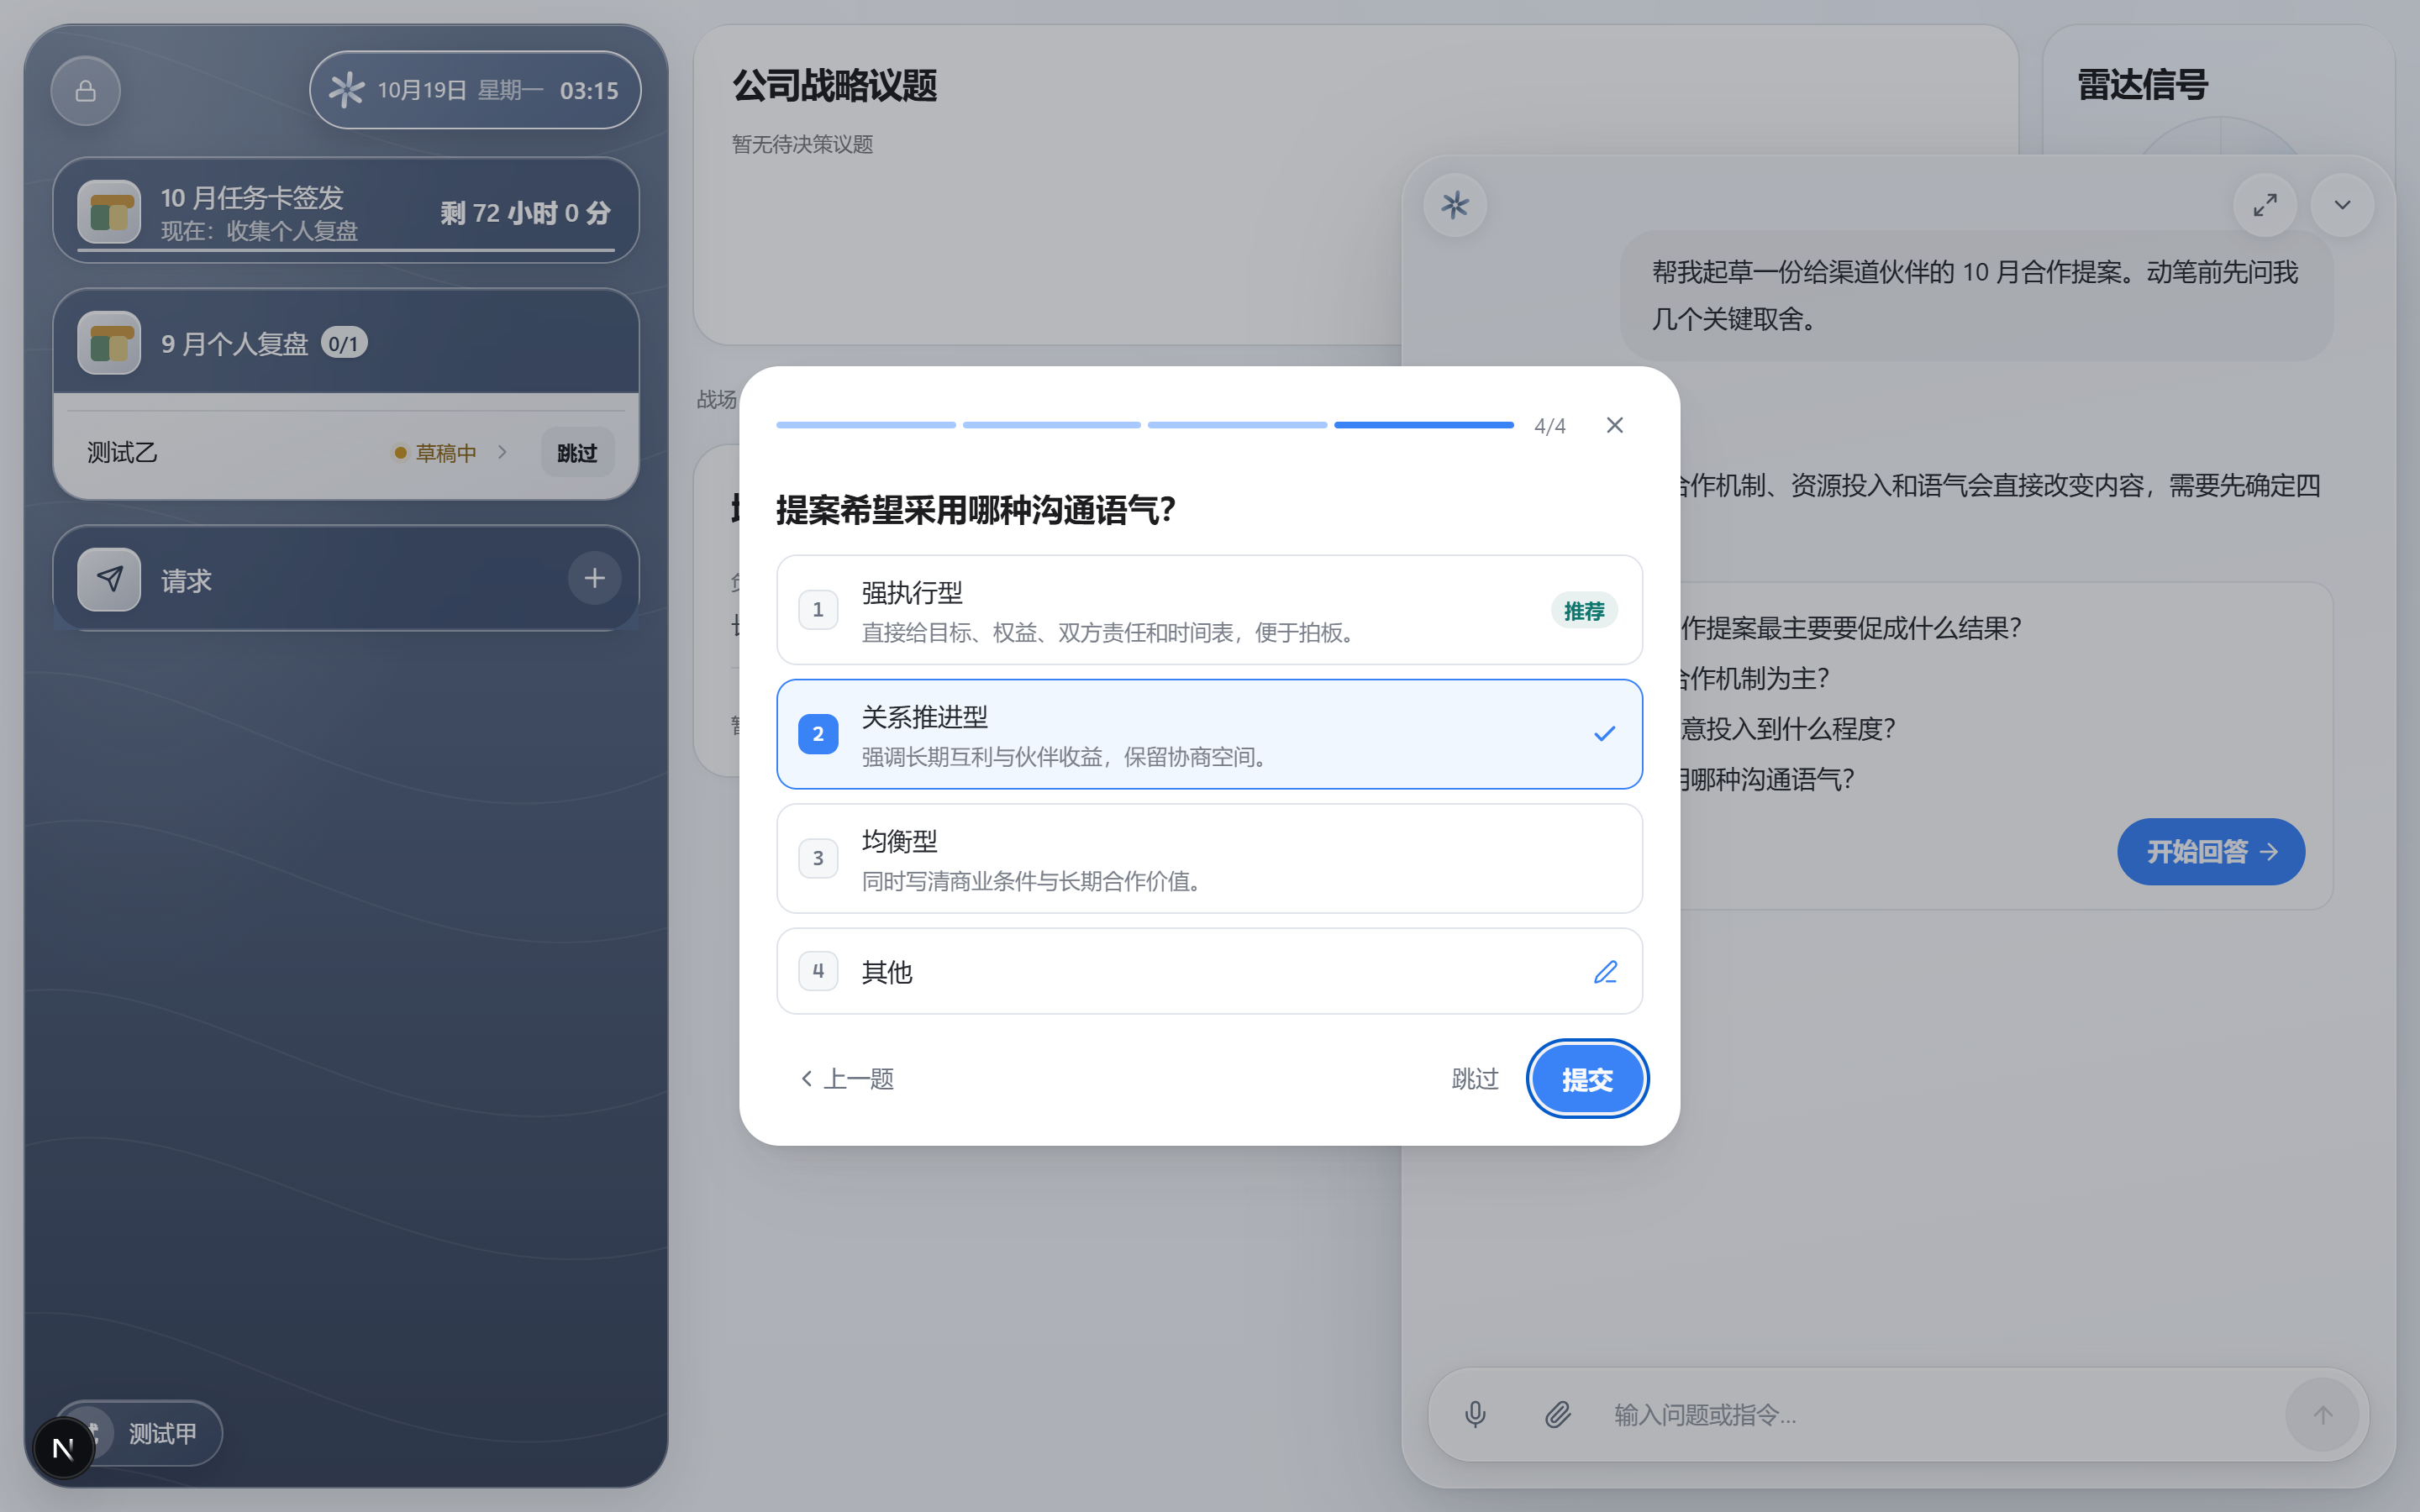 10月19日 星期一 03:15
10 月任务卡签发
现在：收集个人复盘
剩 72 小时 0 分
9 月个人复盘 0/1
测试乙
草稿中
跳过
请求
测试甲
N
公司战略议题
暂无待决策议题
战场
雷达信号
帮我起草一份给渠道伙伴的 10 月合作提案。动笔前先问我
几个关键取舍。
作机制、资源投入和语气会直接改变内容，需要先确定四
作提案最主要要促成什么结果？
作机制为主？
意投入到什么程度？
哪种沟通语气？
开始回答
输入问题或指令...
4/4
提案希望采用哪种沟通语气？
1 强执行型
直接给目标、权益、双方责任和时间表，便于拍板。
推荐
2 关系推进型
强调长期互利与伙伴收益，保留协商空间。
3 均衡型
同时写清商业条件与长期合作价值。
4 其他
上一题
跳过
提交